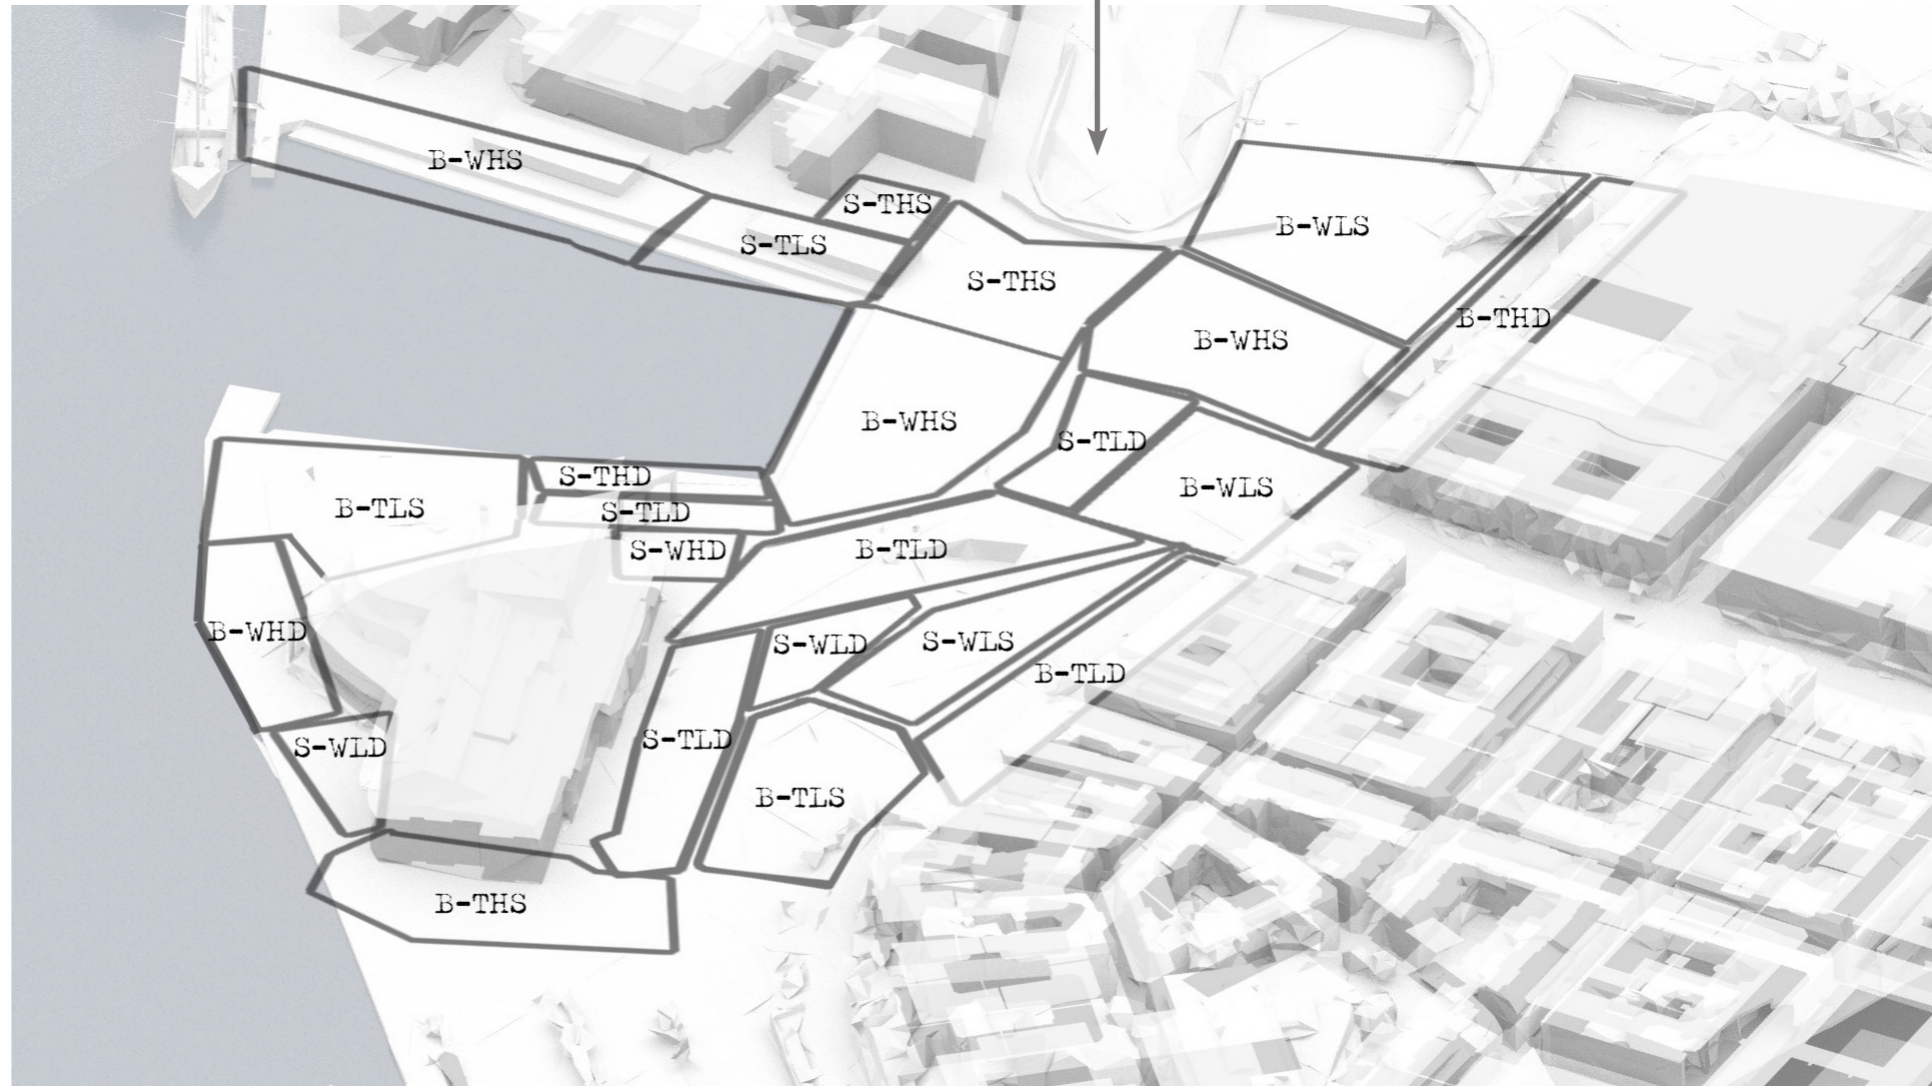 B-WHS
S-THS
B-WLS
S-TLS
S-THS
B-THD
B-WHS
B-WHS
S-TLD
S-THD
B-WLS
B-TLS
S-TLD
S-WHD
B-TLD
B-WHD
S-WLD
S-WLS
B-TLD
S-WLD
S-TLD
B-TLS
B-THS